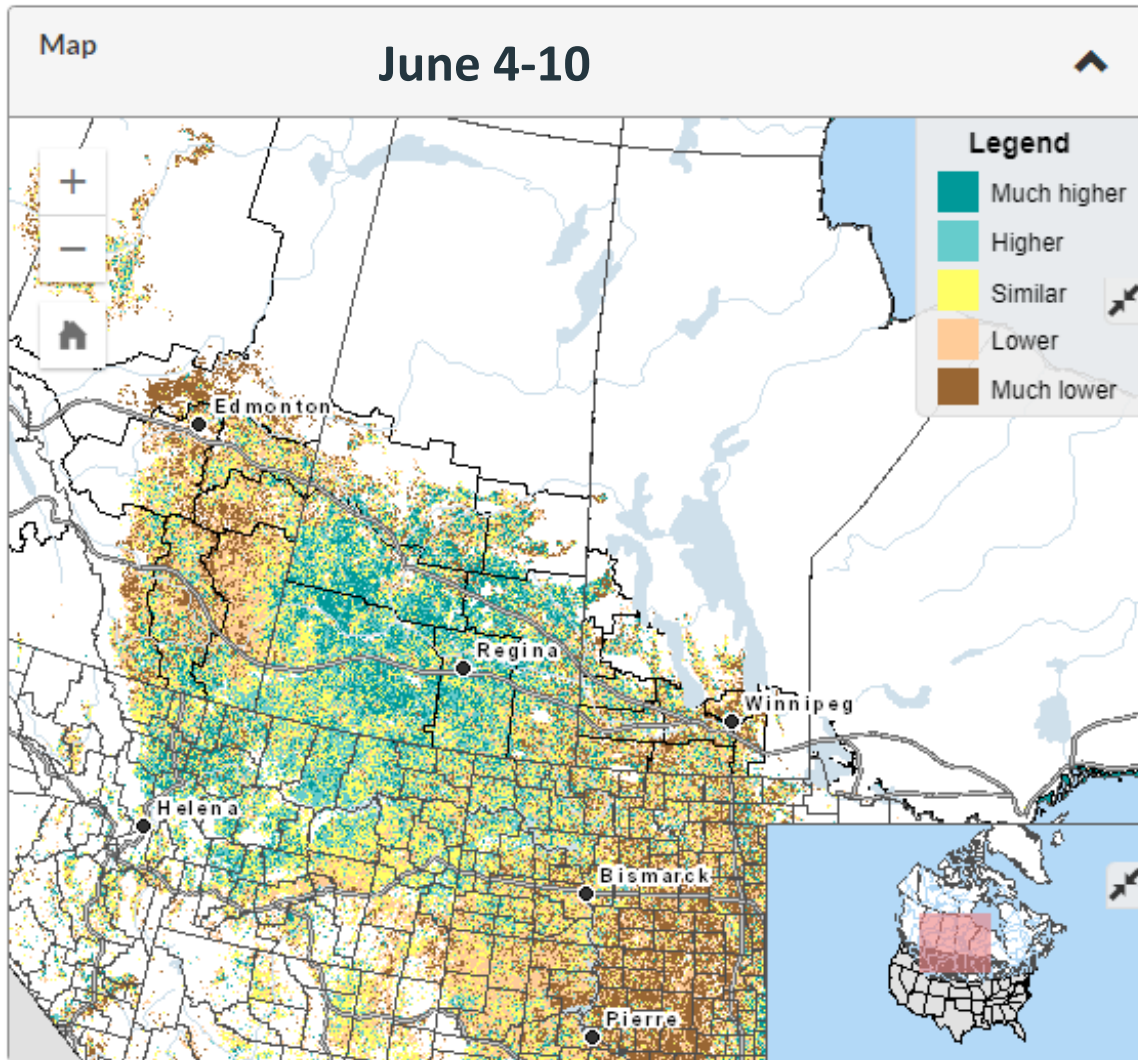 Map
June 4-10
+
−
Legend
Much higher
Higher
Similar
Lower
Much lower
Edmonton
Regina
Winnipeg
Helena
Bismarck
Pierre